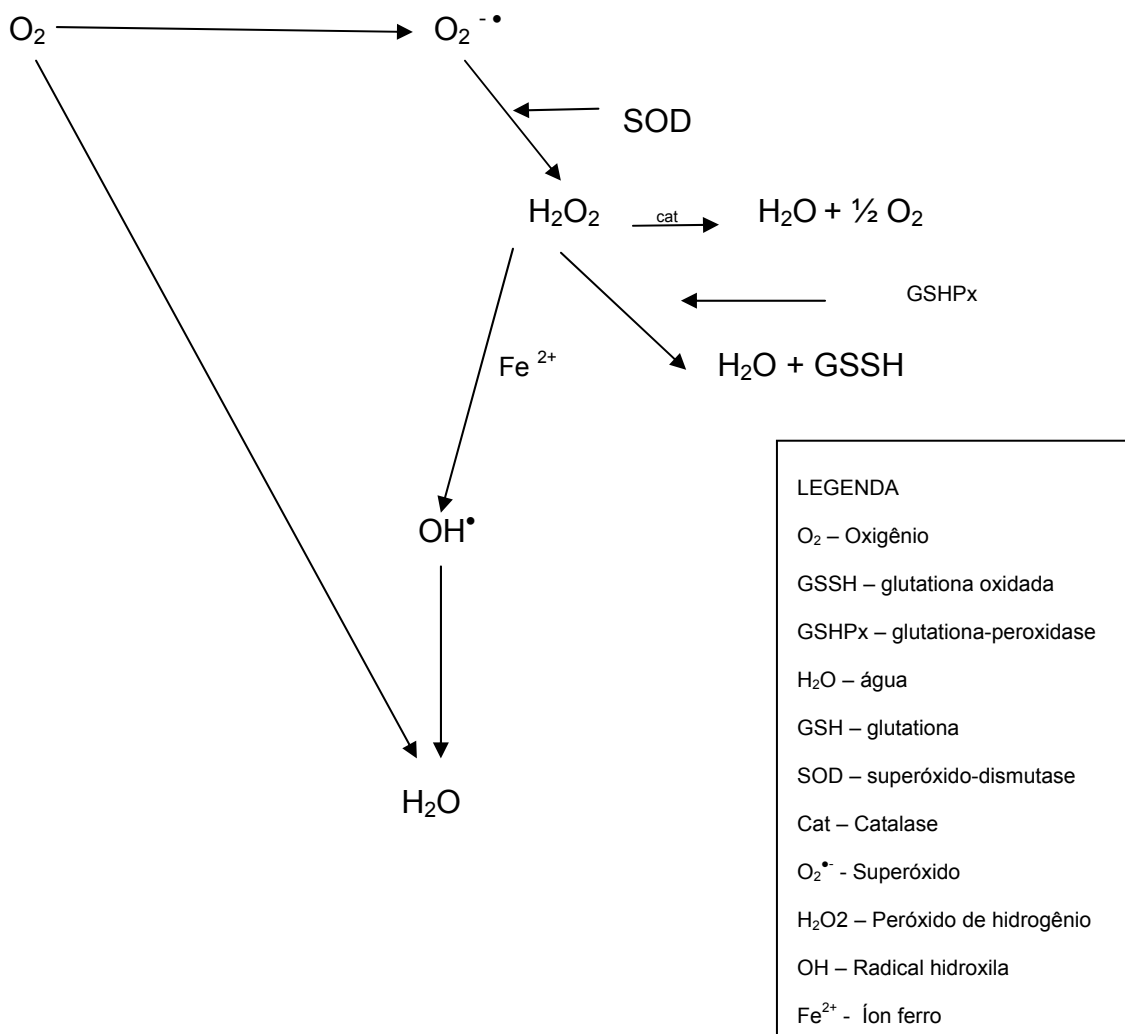 O₂ O₂ ⁻ •
SOD
H₂O₂ cat H₂O + ½ O₂
GSHPx
Fe ²⁺ H₂O + GSSH
OH•
H₂O
LEGENDA
O₂ – Oxigênio
GSSH – glutationa oxidada
GSHPx – glutationa-peroxidase
H₂O – água
GSH – glutationa
SOD – superóxido-dismutase
Cat – Catalase
O₂•⁻ - Superóxido
H₂O2 – Peróxido de hidrogênio
OH – Radical hidroxila
Fe²⁺ - Íon ferro